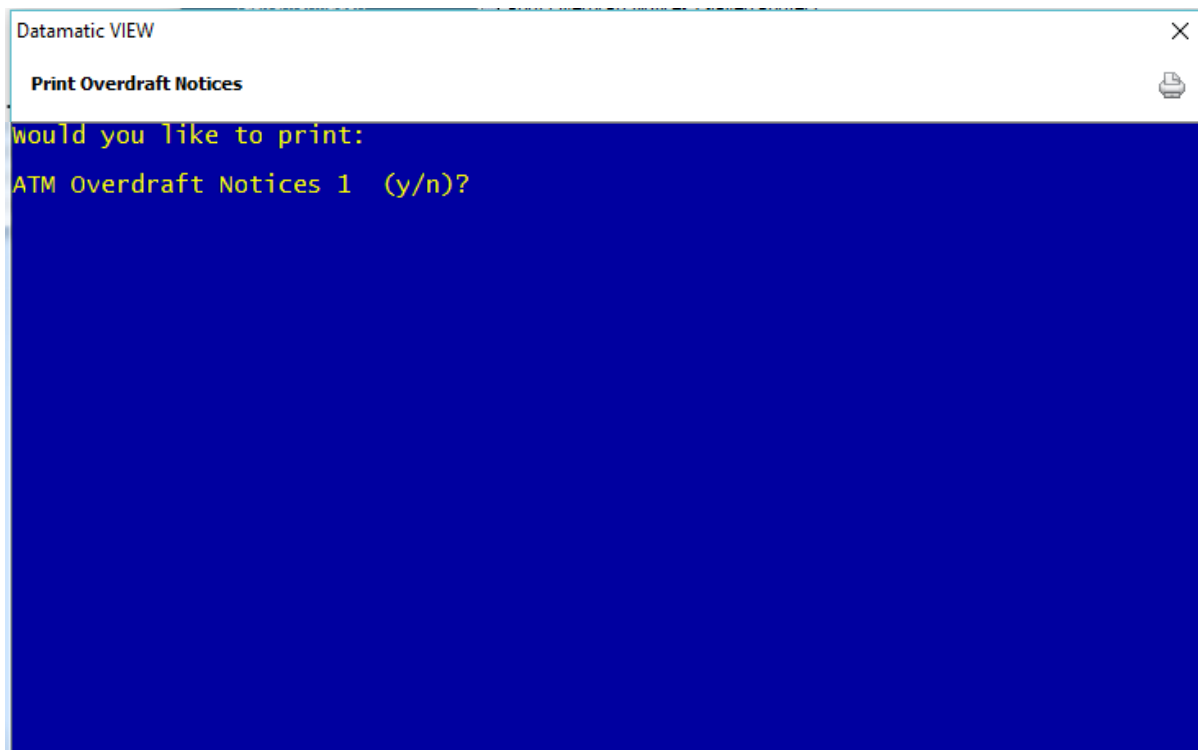 Datamatic VIEW
Print Overdraft Notices
Would you like to print:
ATM Overdraft Notices 1 (y/n)?